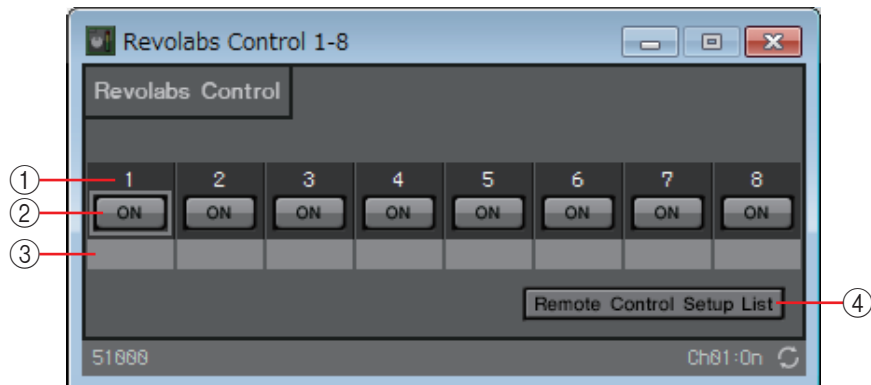 Revolabs Control 1-8
Revolabs Control
① 1 2 3 4 5 6 7 8
② ON ON ON ON ON ON ON ON
③
Remote Control Setup List ④
51000 Ch01:On